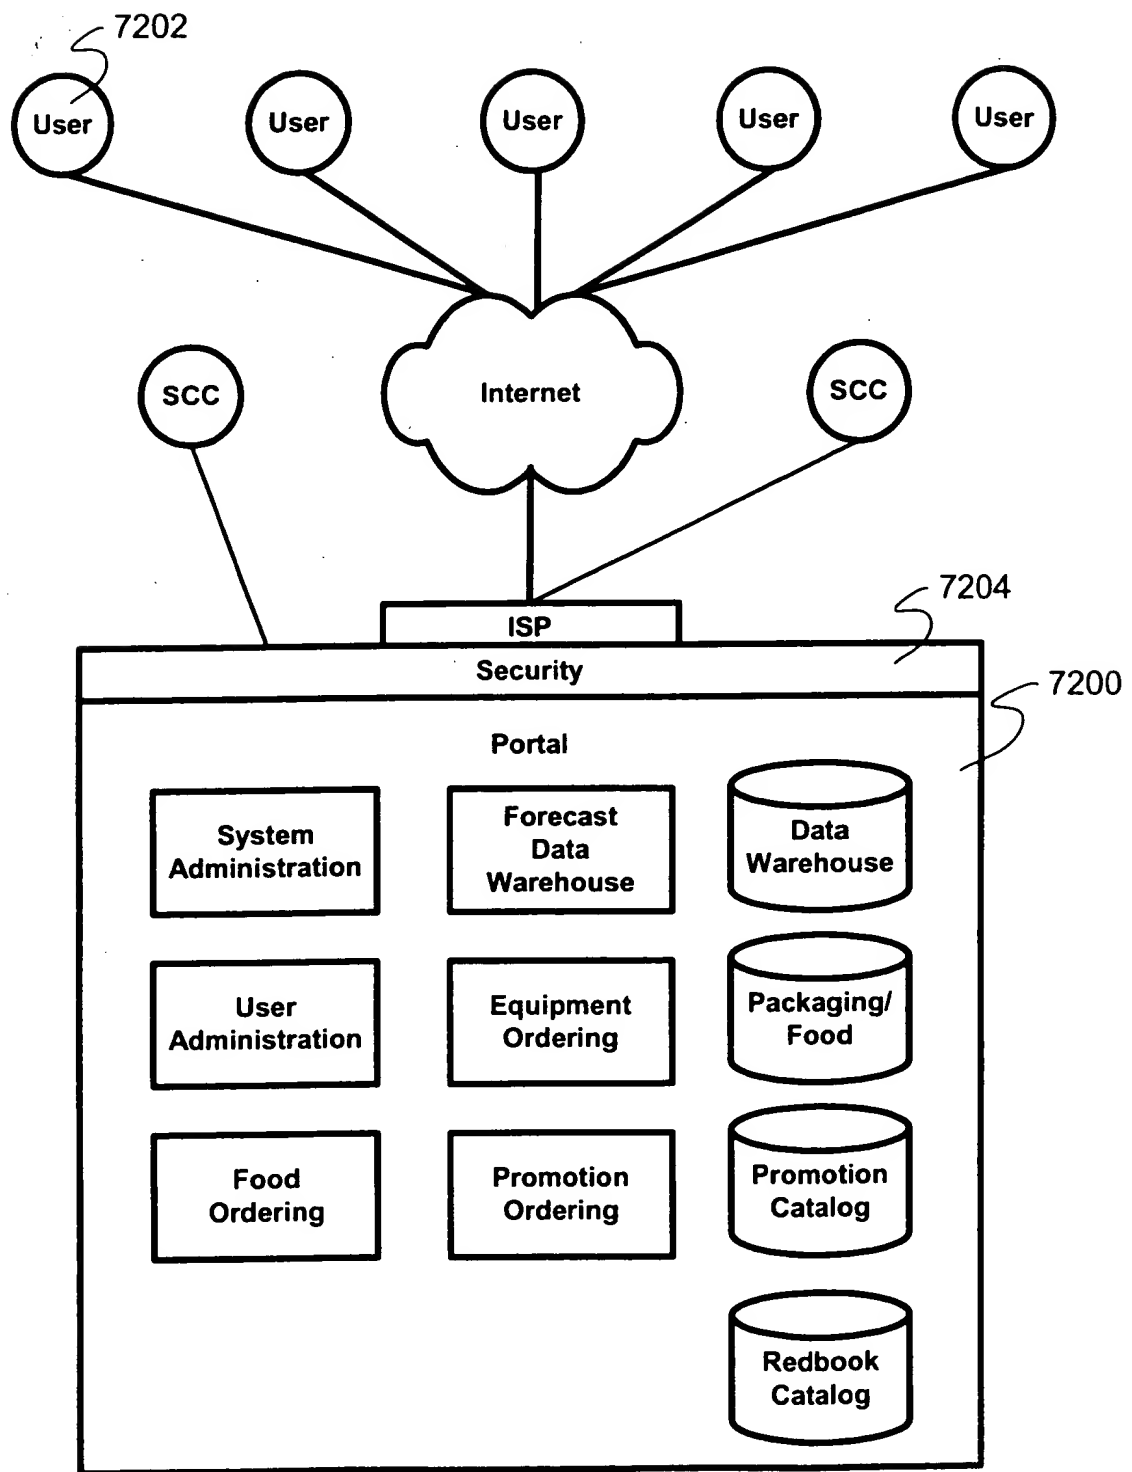 7202
User
User
User
User
User
SCC
Internet
SCC
7204
ISP
Security
7200
Portal
System
Administration
Forecast
Data
Warehouse
Data
Warehouse
User
Administration
Equipment
Ordering
Packaging/
Food
Food
Ordering
Promotion
Ordering
Promotion
Catalog
Redbook
Catalog